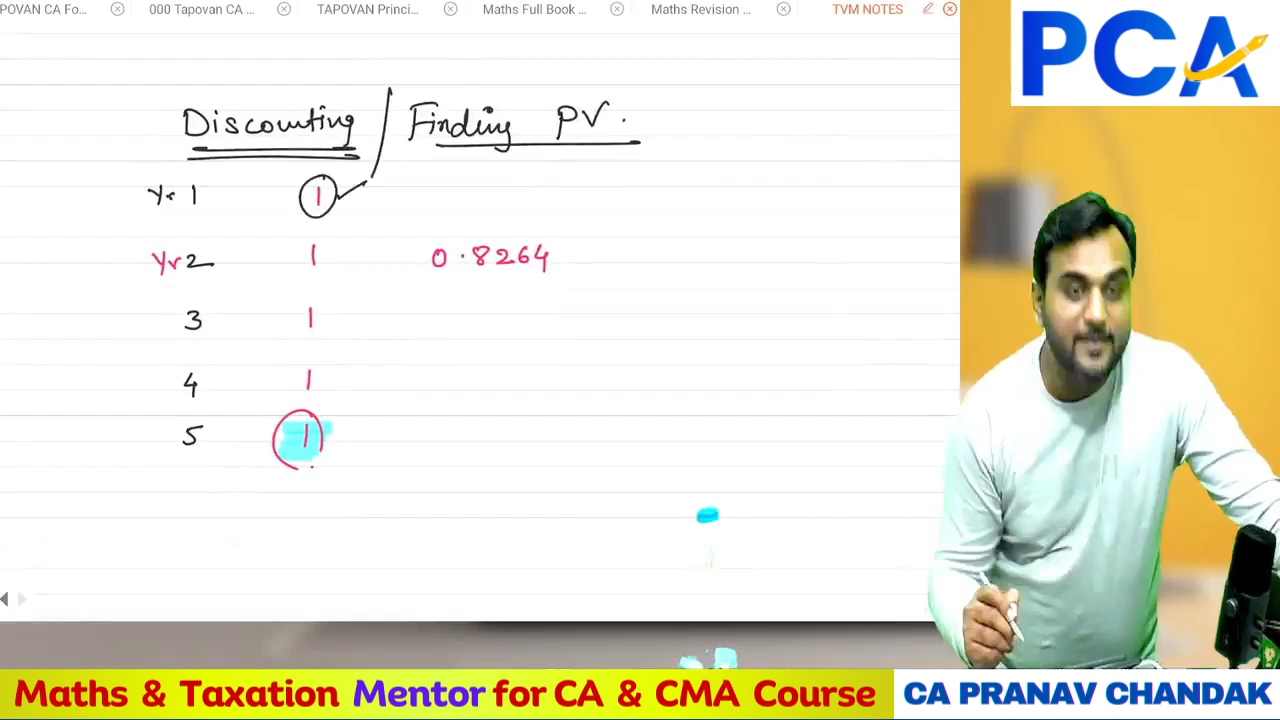 POVAN CA Fo...
000 Tapovan CA ...
TAPOVAN Princi...
Maths Full Book ...
Maths Revision ...
TVM NOTES
PCA
Discounting / Finding PV.
Yr 1 1
Yr 2 1 0.8264
3 1
4 1
5 1
Maths & Taxation Mentor for CA & CMA Course
CA PRANAV CHANDAK